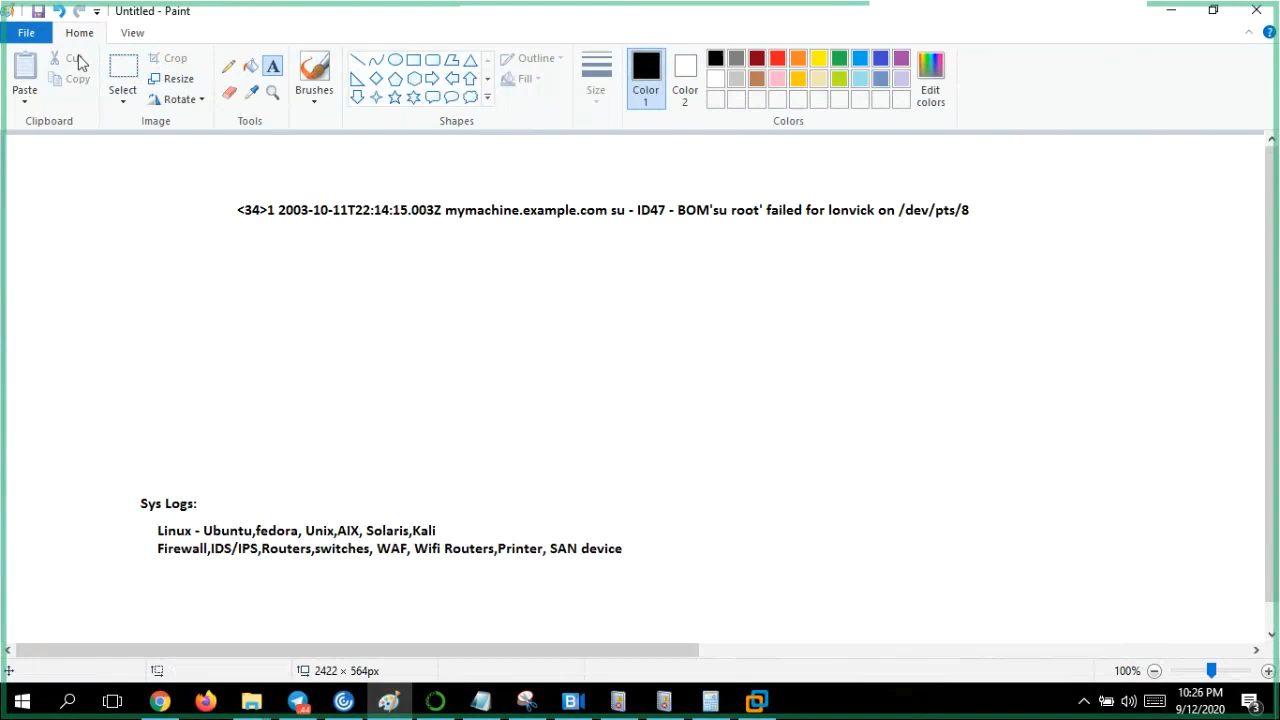 Untitled - Paint
File Home View
Paste
Cut
Copy
Clipboard
Select
Crop
Resize
Rotate
Image
Tools
Brushes
Shapes
Outline
Fill
Size
Color 1
Color 2
Edit colors
Colors
<34>1 2003-10-11T22:14:15.003Z mymachine.example.com su - ID47 - BOM'su root' failed for lonvick on /dev/pts/8
Sys Logs:
Linux - Ubuntu,fedora, Unix,AIX, Solaris,Kali
Firewall,IDS/IPS,Routers,switches, WAF, Wifi Routers,Printer, SAN device
2422 × 564px
100%
10:26 PM
9/12/2020